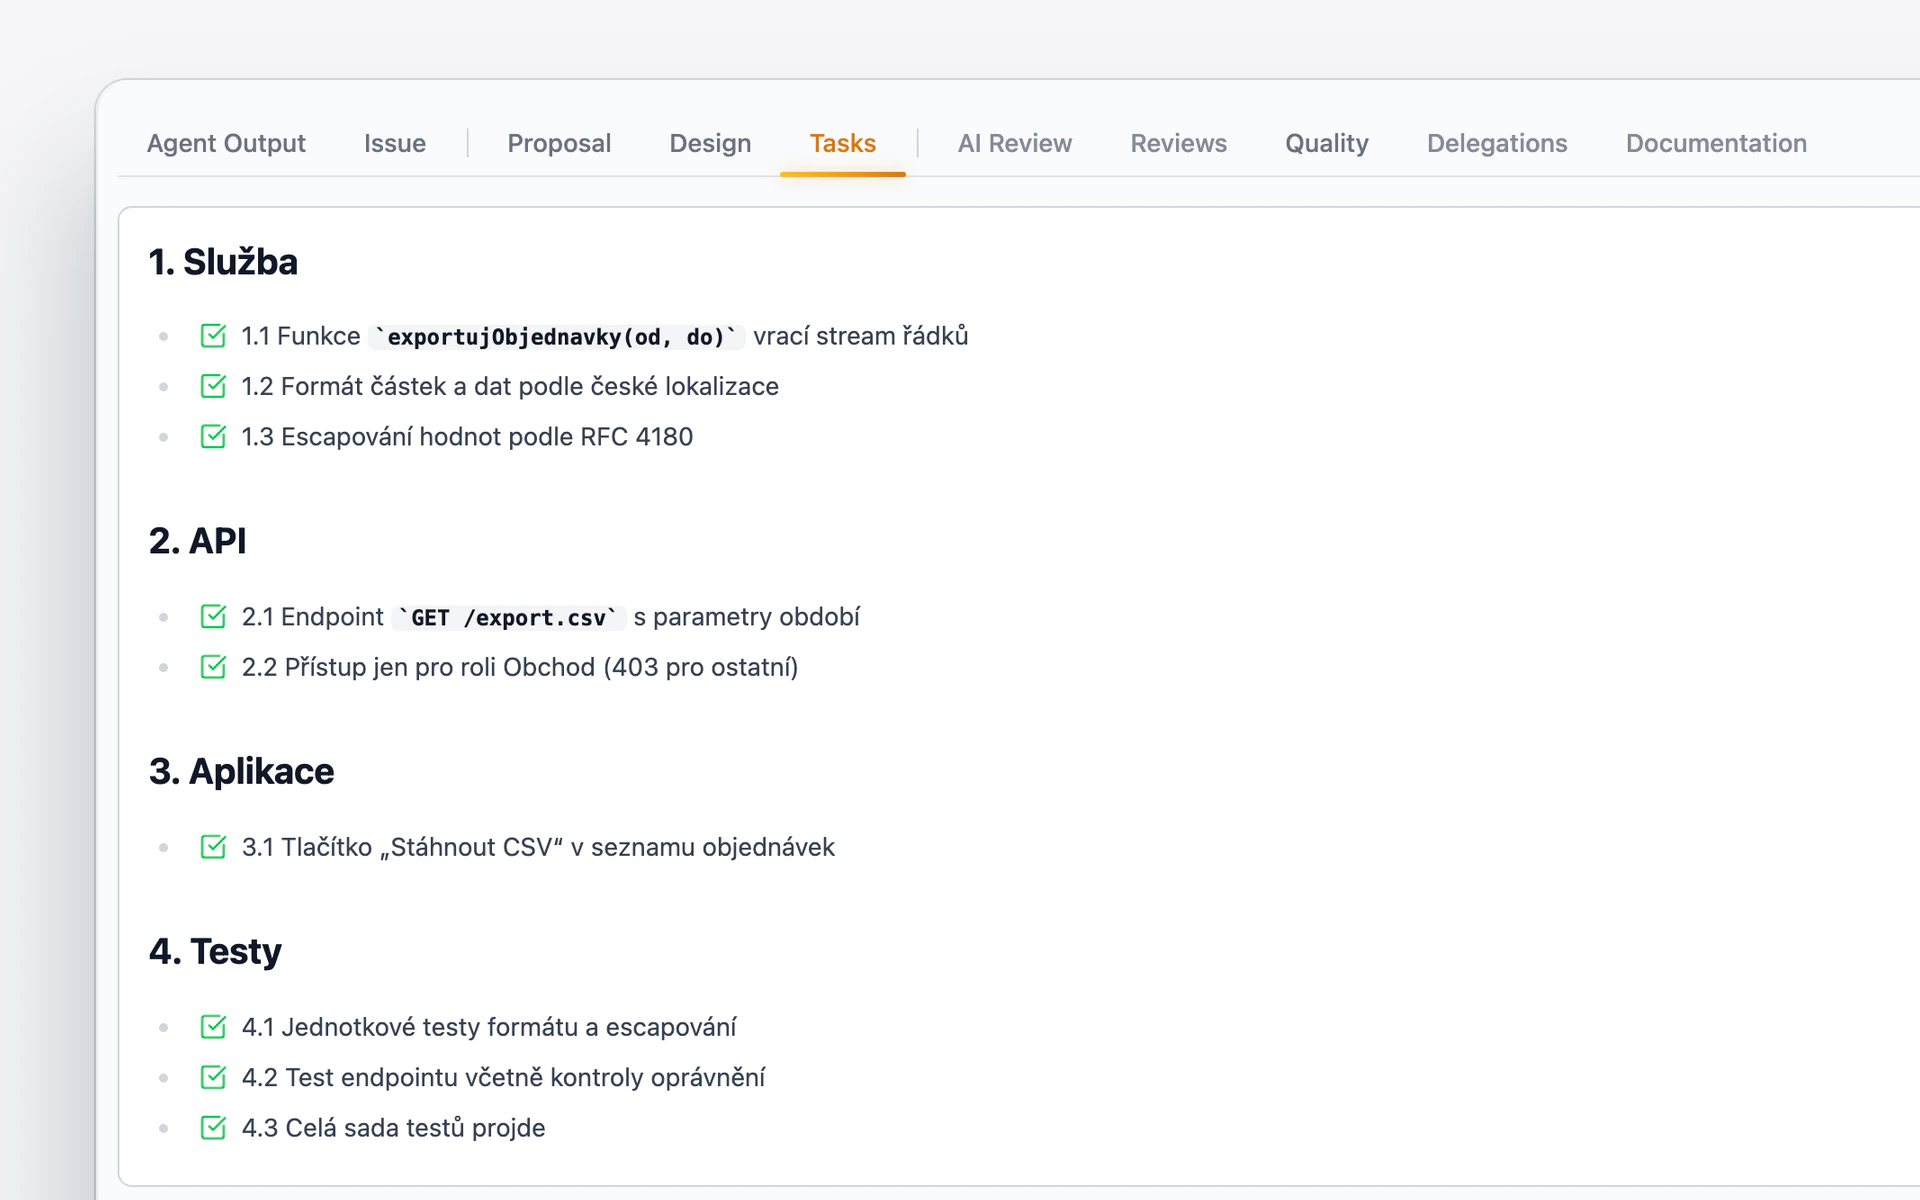 Agent Output Issue Proposal Design Tasks AI Review Reviews Quality Delegations Documentation
1. Služba
1.1 Funkce `exportujObjednavky(od, do)` vrací stream řádků
1.2 Formát částek a dat podle české lokalizace
1.3 Escapování hodnot podle RFC 4180
2. API
2.1 Endpoint `GET /export.csv` s parametry období
2.2 Přístup jen pro roli Obchod (403 pro ostatní)
3. Aplikace
3.1 Tlačítko „Stáhnout CSV“ v seznamu objednávek
4. Testy
4.1 Jednotkové testy formátu a escapování
4.2 Test endpointu včetně kontroly oprávnění
4.3 Celá sada testů projde